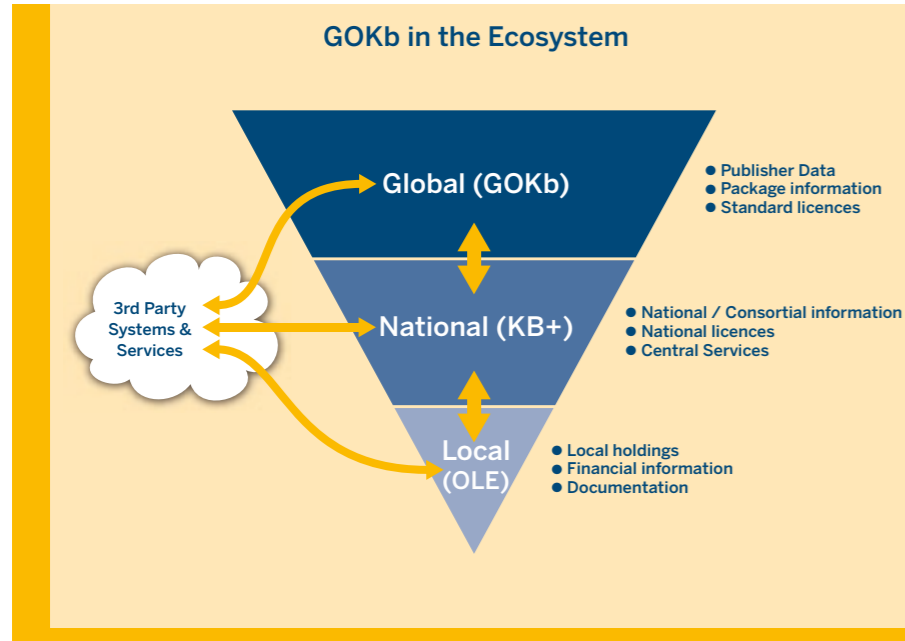 GOKb in the Ecosystem
Global (GOKb)
● Publisher Data
● Package information
● Standard licences
3rd Party
Systems &
Services
National (KB+)
● National / Consortial information
● National licences
● Central Services
Local
(OLE)
● Local holdings
● Financial information
● Documentation